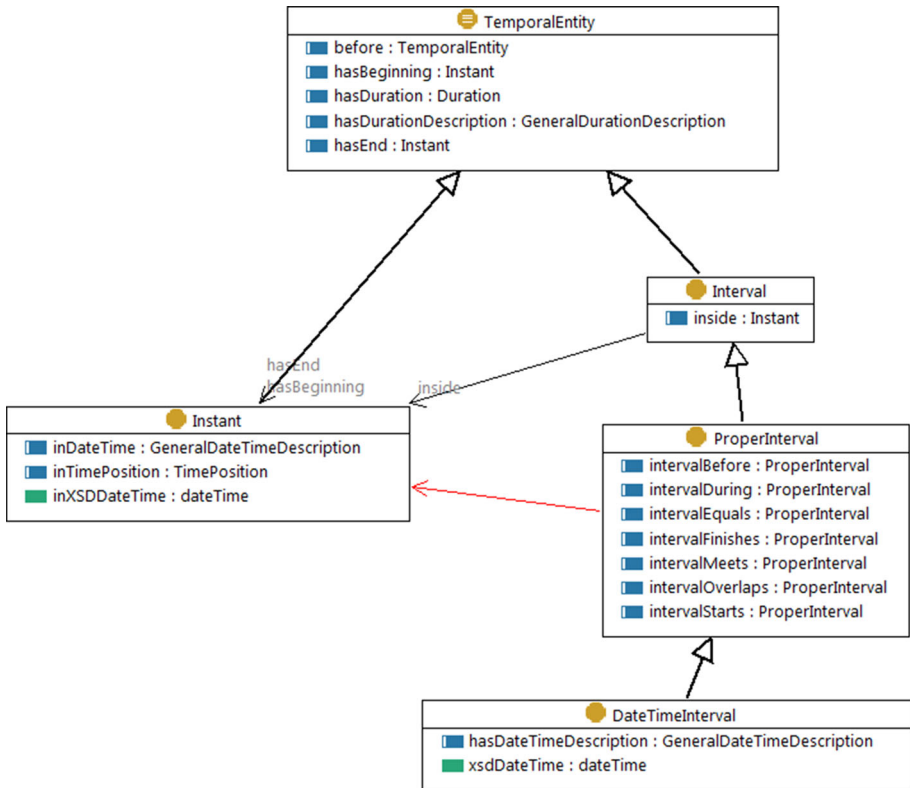 TemporalEntity
before : TemporalEntity
hasBeginning : Instant
hasDuration : Duration
hasDurationDescription : GeneralDurationDescription
hasEnd : Instant
Interval
inside : Instant
hasEnd
hasBeginning
inside
Instant
inDateTime : GeneralDateTimeDescription
inTimePosition : TimePosition
inXSDDateTime : dateTime
ProperInterval
intervalBefore : ProperInterval
intervalDuring : ProperInterval
intervalEquals : ProperInterval
intervalFinishes : ProperInterval
intervalMeets : ProperInterval
intervalOverlaps : ProperInterval
intervalStarts : ProperInterval
DateTimeInterval
hasDateTimeDescription : GeneralDateTimeDescription
xsdDateTime : dateTime